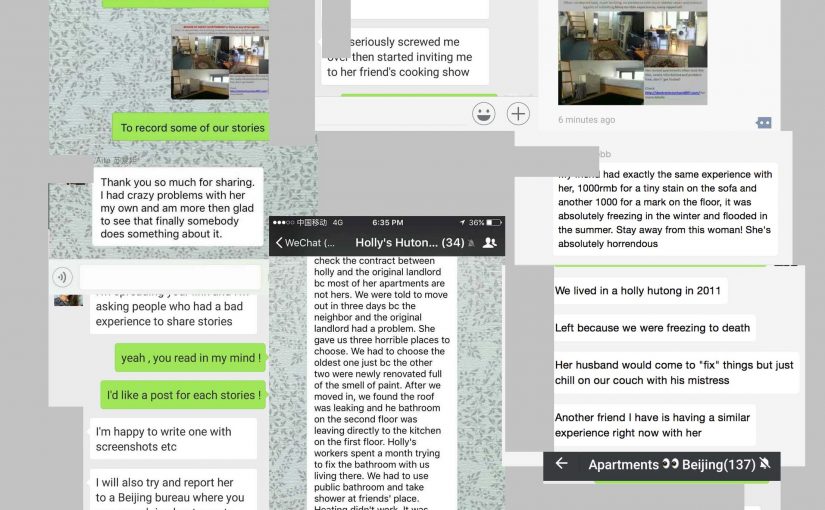 To record some of our stories
Thank you so much for sharing.
I had crazy problems with her
my own and am more then glad
to see that finally somebody
does something about it.
asking people who had a bad
experience to share stories
yeah , you read in my mind !
I'd like a post for each stories !
I'm happy to write one with
screenshots etc
I will also try and report her
to a Beijing bureau where you
seriously screwed me
over then started inviting me
to her friend's cooking show
中国移动 4G 6:35 PM 36%
WeChat (... Holly's Huton... (34)
check the contract between
holly and the original landlord
bc most of her apartments are
not hers. We were told to move
out in three days bc the
neighbor and the original
landlord had a problem. She
gave us three horrible places to
choose. We had to choose the
oldest one just bc the other
two were newly renovated full
of the smell of paint. After we
moved in, we found the roof
was leaking and he bathroom
on the second floor was
leaving directly to the kitchen
on the first floor. Holly's
workers spent a month trying
to fix the bathroom with us
living there. We had to use
public bathroom and take
shower at friends' place.
Heating didn't work. It was
6 minutes ago
My friend had exactly the same experience with
her, 1000rmb for a tiny stain on the sofa and
another 1000 for a mark on the floor, it was
absolutely freezing in the winter and flooded in
the summer. Stay away from this woman! She's
absolutely horrendous
We lived in a holly hutong in 2011
Left because we were freezing to death
Her husband would come to "fix" things but just
chill on our couch with his mistress
Another friend I have is having a similar
experience right now with her
Apartments 👀 Beijing(137)